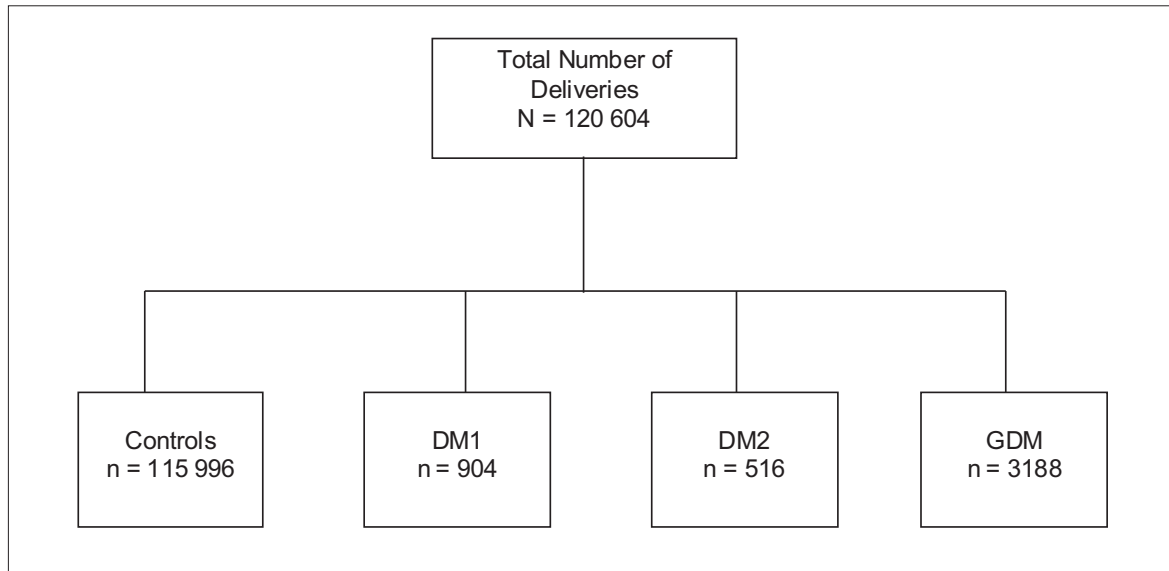 Total Number of
Deliveries
N = 120 604
Controls
n = 115 996
DM1
n = 904
DM2
n = 516
GDM
n = 3188